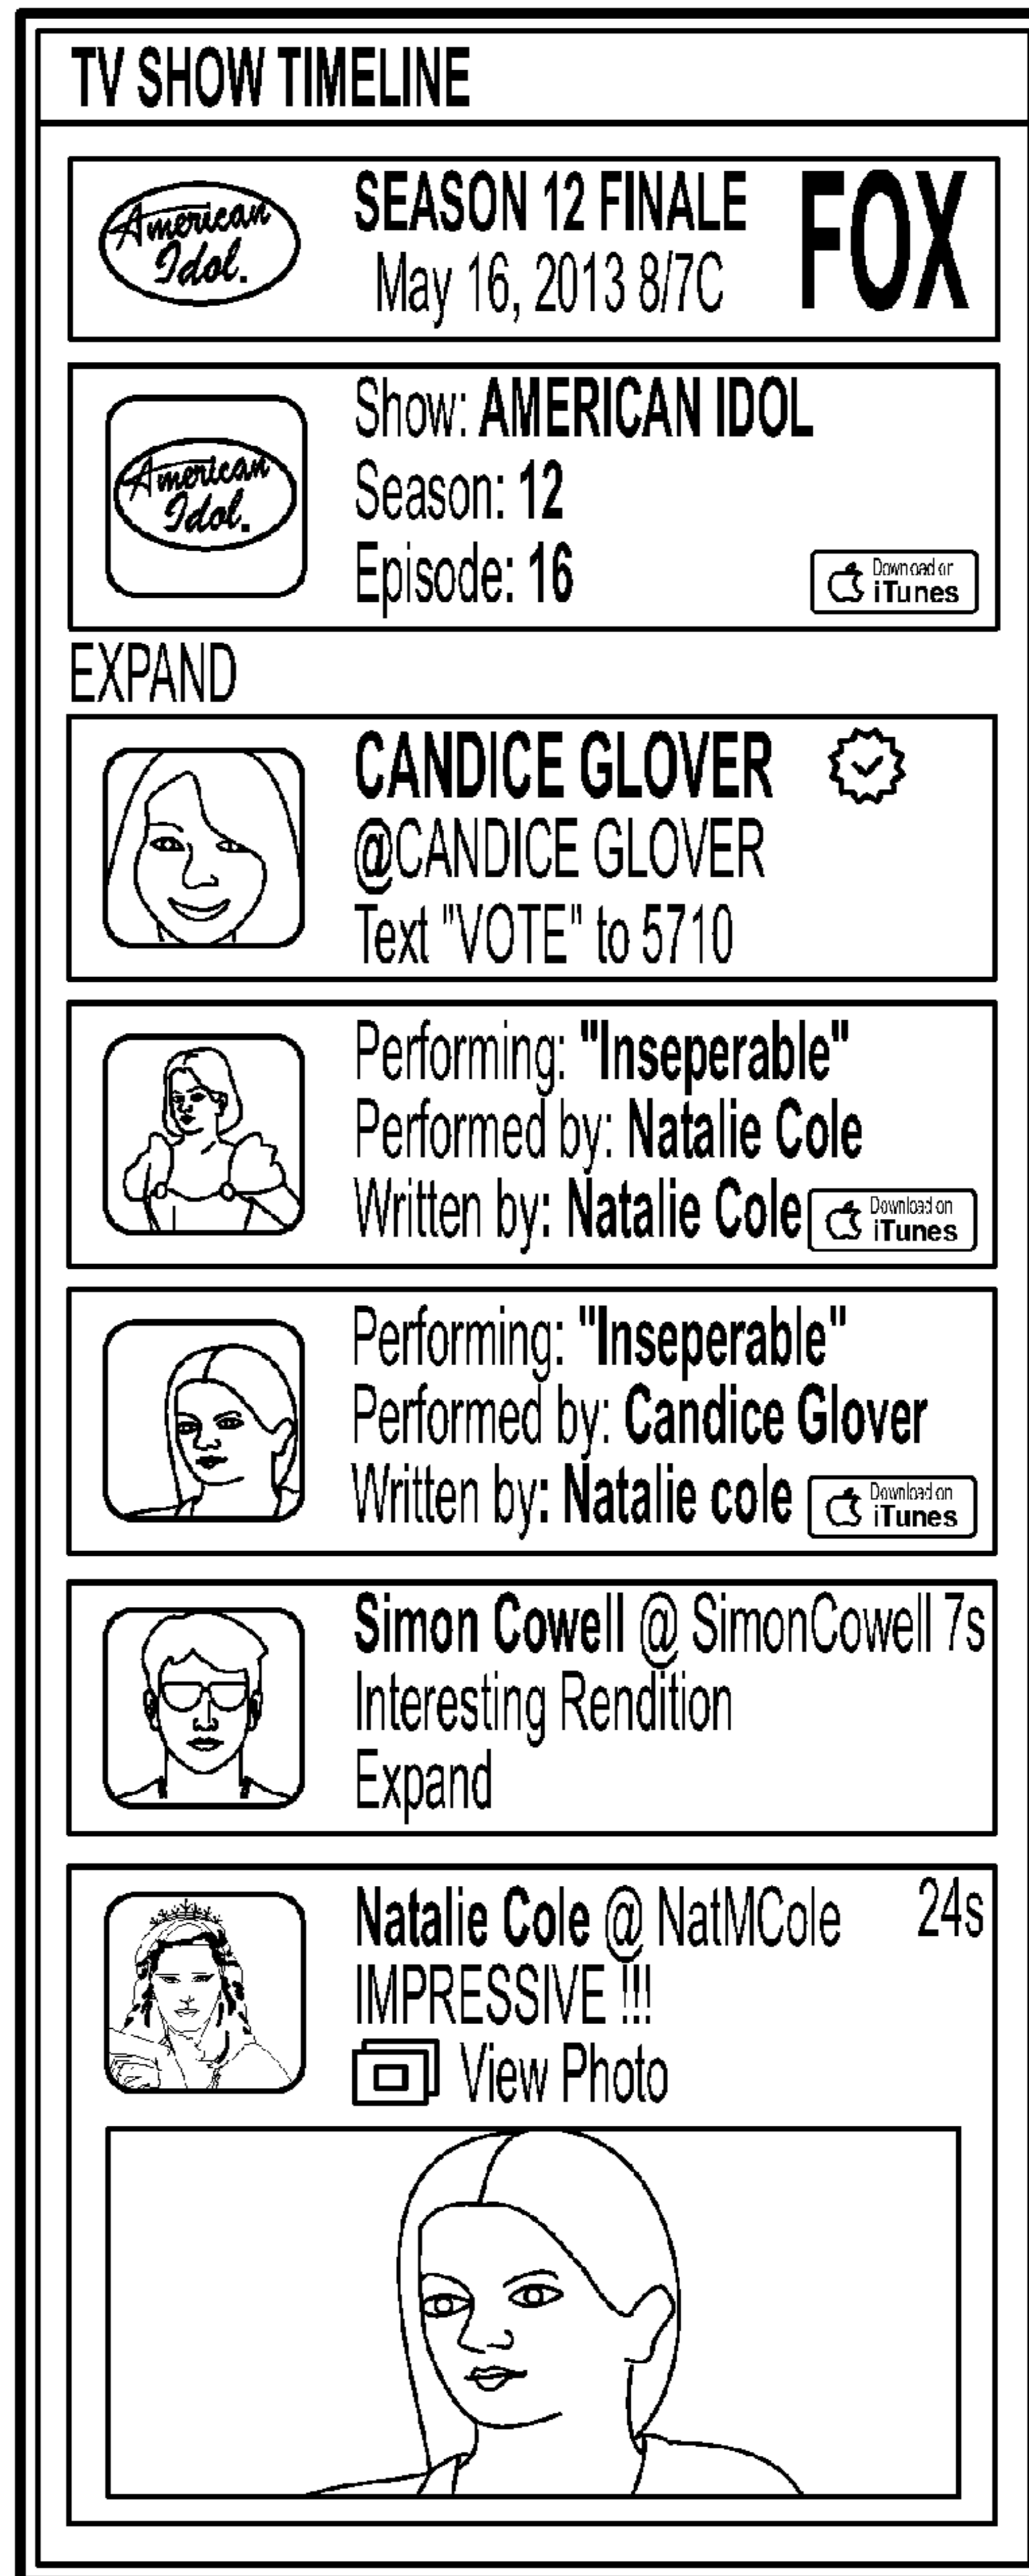 TV SHOW TIMELINE
American
Idol.
SEASON 12 FINALE
May 16, 2013 8/7C
FOX
American
Idol.
Show: AMERICAN IDOL
Season: 12
Episode: 16
Download on
iTunes
EXPAND
CANDICE GLOVER
@CANDICE GLOVER
Text "VOTE" to 5710
Performing: "Inseperable"
Performed by: Natalie Cole
Written by: Natalie Cole
Download on
iTunes
Performing: "Inseperable"
Performed by: Candice Glover
Written by: Natalie cole
Download on
iTunes
Simon Cowell @ SimonCowell 7s
Interesting Rendition
Expand
Natalie Cole @ NatMCole 24s
IMPRESSIVE !!!
View Photo